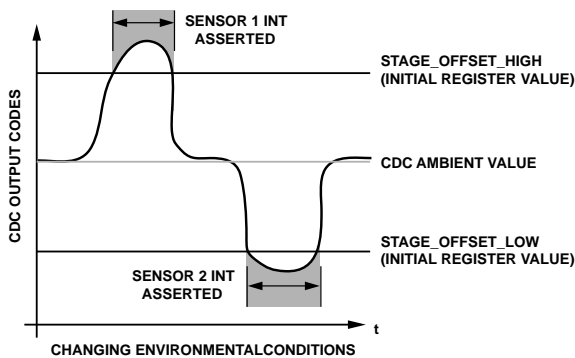 SENSOR 1 INT
ASSERTED
STAGE_OFFSET_HIGH
(INITIAL REGISTER VALUE)
CDC OUTPUT CODES
CDC AMBIENT VALUE
STAGE_OFFSET_LOW
(INITIAL REGISTER VALUE)
SENSOR 2 INT
ASSERTED
t
CHANGING ENVIRONMENTALCONDITIONS